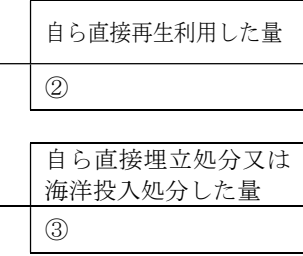 自ら直接再生利用した量
②
自ら直接埋立処分又は
海洋投入処分した量
③